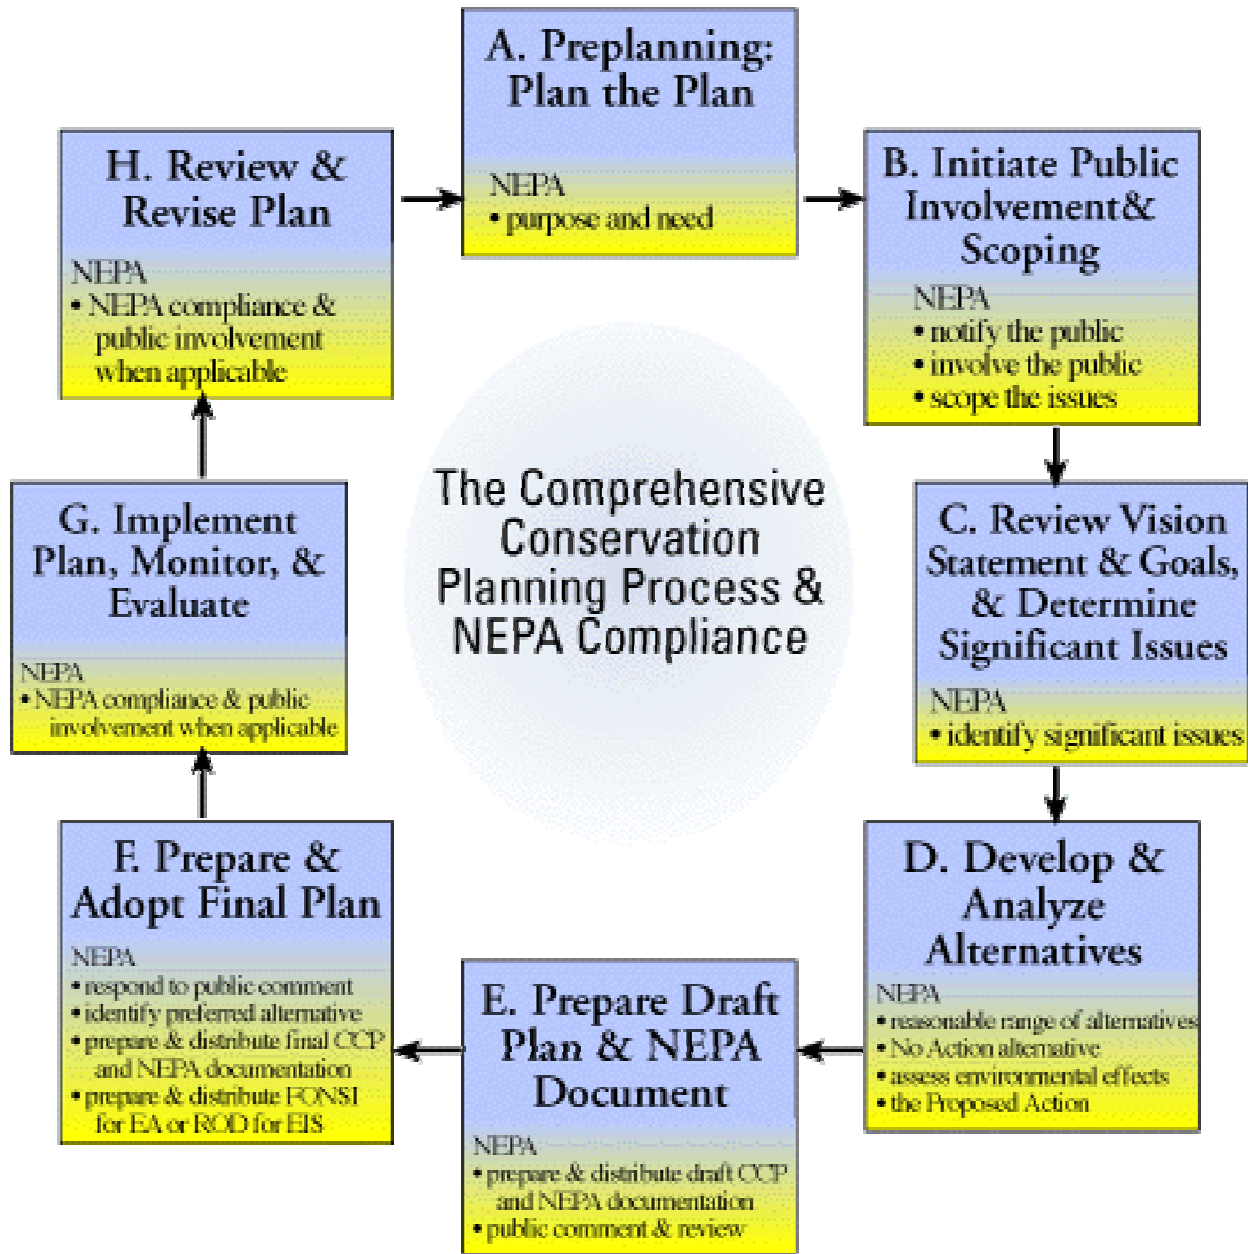 A. Preplanning:
Plan the Plan
NEPA
• purpose and need
B. Initiate Public
Involvement&
Scoping
NEPA
• notify the public
• involve the public
• scope the issues
C. Review Vision
Statement & Goals,
& Determine
Significant Issues
NEPA
• identify significant issues
D. Develop &
Analyze
Alternatives
NEPA
• reasonable range of alternatives
• No Action alternative
• assess environmental effects
• the Proposed Action
E. Prepare Draft
Plan & NEPA
Document
NEPA
• prepare & distribute draft CCP
and NEPA documentation
• public comment & review
F. Prepare &
Adopt Final Plan
NEPA
• respond to public comment
• identify preferred alternative
• prepare & distribute final CCP
and NEPA documentation
• prepare & distribute FONSI
for EA or ROD for EIS
G. Implement
Plan, Monitor, &
Evaluate
NEPA
• NEPA compliance & public
involvement when applicable
H. Review &
Revise Plan
NEPA
• NEPA compliance &
public involvement
when applicable
The Comprehensive
Conservation
Planning Process &
NEPA Compliance